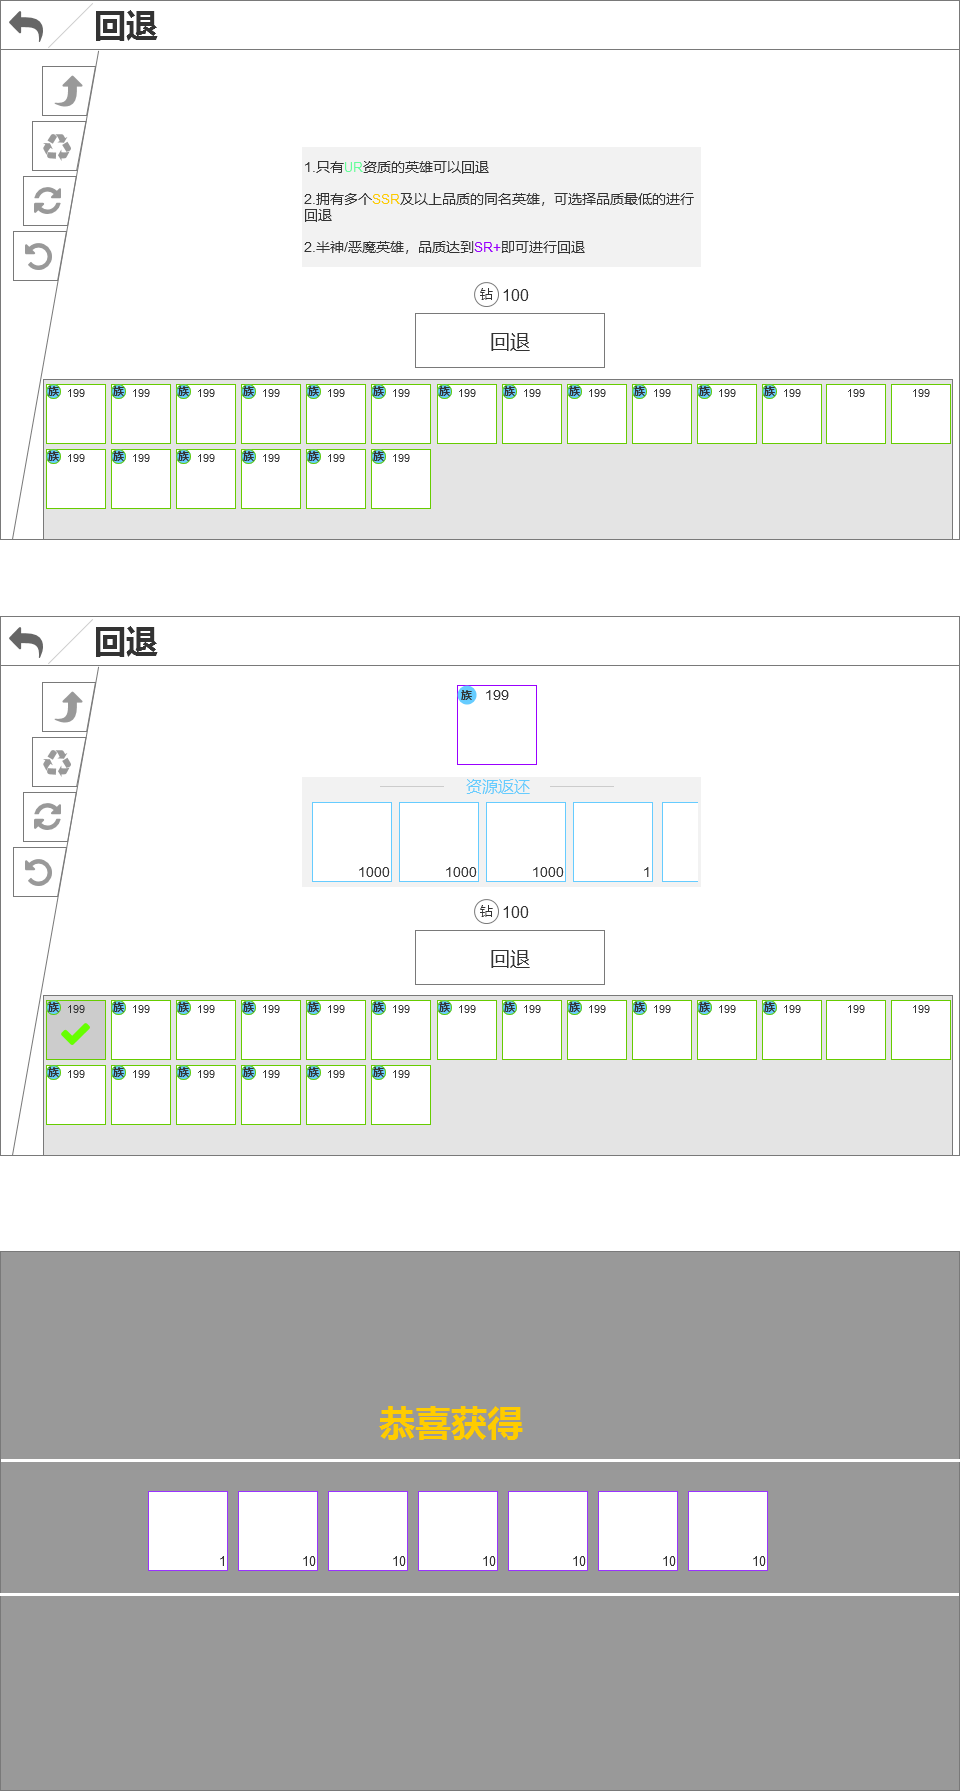 回退
1.只有UR资质的英雄可以回退
2.拥有多个SSR及以上品质的同名英雄，可选择品质最低的进行
回退
2.半神/恶魔英雄，品质达到SR+即可进行回退
钻 100
回退
族 199 族 199 族 199 族 199 族 199 族 199 族 199 族 199 族 199 族 199 族 199 族 199 199 199
族 199 族 199 族 199 族 199 族 199 族 199
回退
族 199
资源返还
1000 1000 1000 1
钻 100
回退
族 199 族 199 族 199 族 199 族 199 族 199 族 199 族 199 族 199 族 199 族 199 族 199 199 199
族 199 族 199 族 199 族 199 族 199 族 199
恭喜获得
1 10 10 10 10 10 10